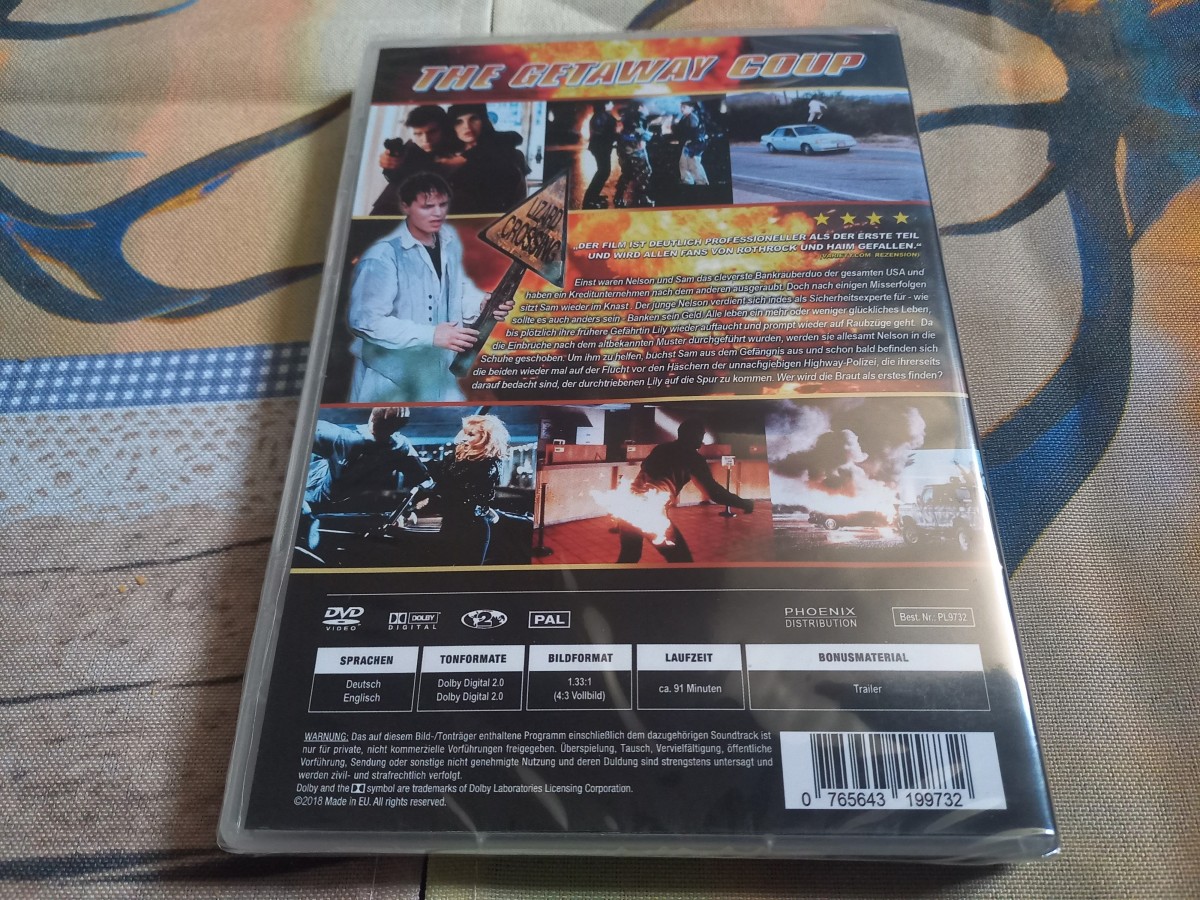 THE GETAWAY COUP
LIZARD
CROSSING
„DER FILM IST DEUTLICH PROFESSIONELLER ALS DER ERSTE TEIL
UND WIRD ALLEN FANS VON ROTHROCK UND HAIM GEFALLEN.“
(VARIETY.COM REZENSION)
Einst waren Nelson und Sam das cleverste Bankräuberduo der gesamten USA und
haben ein Kreditunternehmen nach dem anderen ausgeraubt. Doch nach einigen Misserfolgen
sitzt Sam wieder im Knast. Der junge Nelson verdient sich indes als Sicherheitsexperte für - wie
sollte es auch anders sein - Banken sein Geld. Alle leben ein mehr oder weniger glückliches Leben,
bis plötzlich ihre frühere Gefährtin Lily wieder auftaucht und prompt wieder auf Raubzüge geht. Da
die Einbrüche nach dem altbekannten Muster durchgeführt wurden, werden sie allesamt Nelson in die
Schuhe geschoben. Um ihm zu helfen, büchst Sam aus dem Gefängnis aus und schon bald befinden sich
die beiden wieder mal auf der Flucht vor den Häschern der unnachgiebigen Highway-Polizei, die ihrerseits
darauf bedacht sind, der durchtriebenen Lily auf die Spur zu kommen. Wer wird die Braut als erstes finden?
DVD
VIDEO
DOLBY
DIGITAL
2
PAL
PHOENIX
DISTRIBUTION
Best. Nr.: PL9732
SPRACHEN
Deutsch
Englisch
TONFORMATE
Dolby Digital 2.0
Dolby Digital 2.0
BILDFORMAT
1.33:1
(4:3 Vollbild)
LAUFZEIT
ca. 91 Minuten
BONUSMATERIAL
Trailer
WARNUNG: Das auf diesem Bild-/Tonträger enthaltene Programm einschließlich dem dazugehörigen Soundtrack ist
nur für private, nicht kommerzielle Vorführungen freigegeben. Überspielung, Tausch, Vervielfältigung, öffentliche
Vorführung, Sendung oder sonstige nicht genehmigte Nutzung und deren Duldung sind strengstens untersagt und
werden zivil- und strafrechtlich verfolgt.
Dolby and the symbol are trademarks of Dolby Laboratories Licensing Corporation.
©2018 Made in EU. All rights reserved.
0 765643 199732